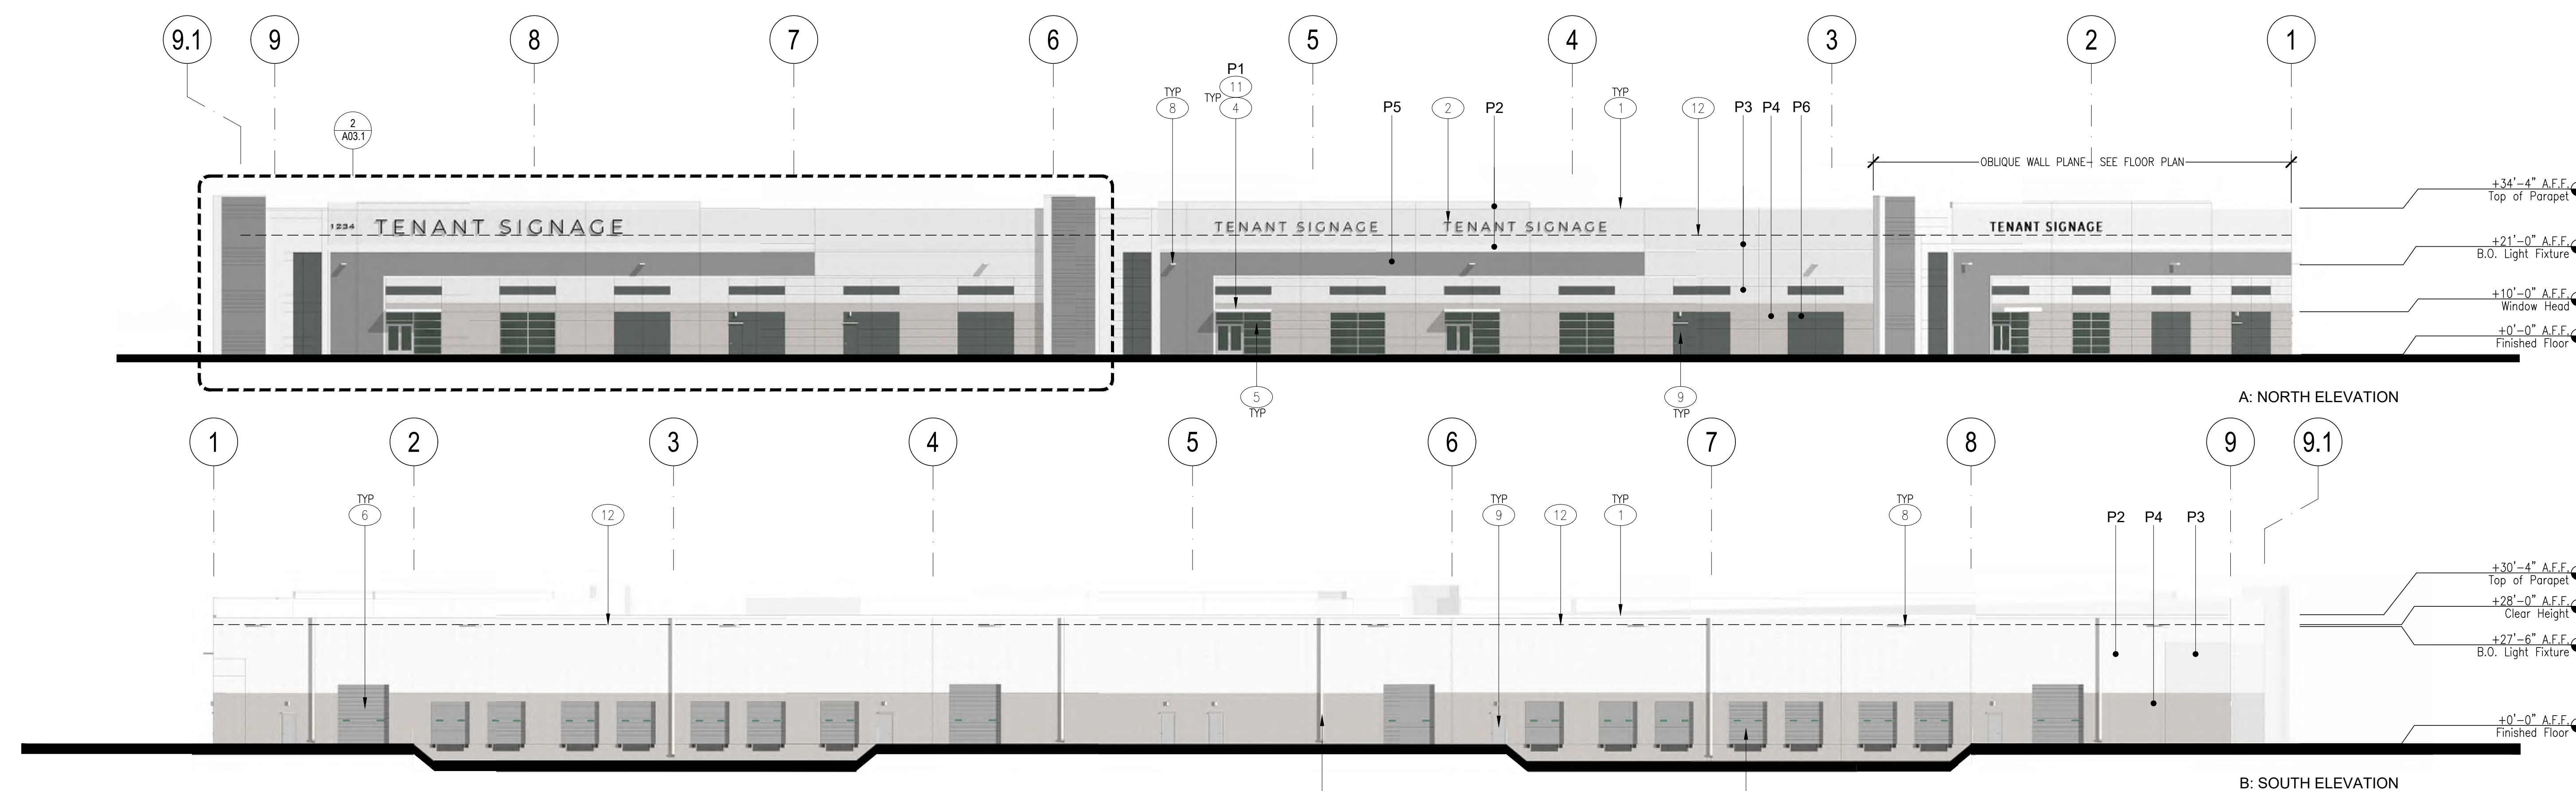 9.1 9 8 7 6 5 4 3 2 1
P1
TYP 11 TYP
8 TYP 4 P5 2 P2 1 12 P3 P4 P6
2
A03.1
OBLIQUE WALL PLANE - SEE FLOOR PLAN
+34'-4" A.F.F.
Top of Parapet
1234 TENANT SIGNAGE TENANT SIGNAGE TENANT SIGNAGE TENANT SIGNAGE
+21'-0" A.F.F.
B.O. Light Fixture
+10'-0" A.F.F.
Window Head
+0'-0" A.F.F.
Finished Floor
5 9
TYP TYP
A: NORTH ELEVATION
1 2 3 4 5 6 7 8 9 9.1
TYP TYP TYP TYP
6 12 9 12 1 8 P2 P4 P3
+30'-4" A.F.F.
Top of Parapet
+28'-0" A.F.F.
Clear Height
+27'-6" A.F.F.
B.O. Light Fixture
+0'-0" A.F.F.
Finished Floor
B: SOUTH ELEVATION